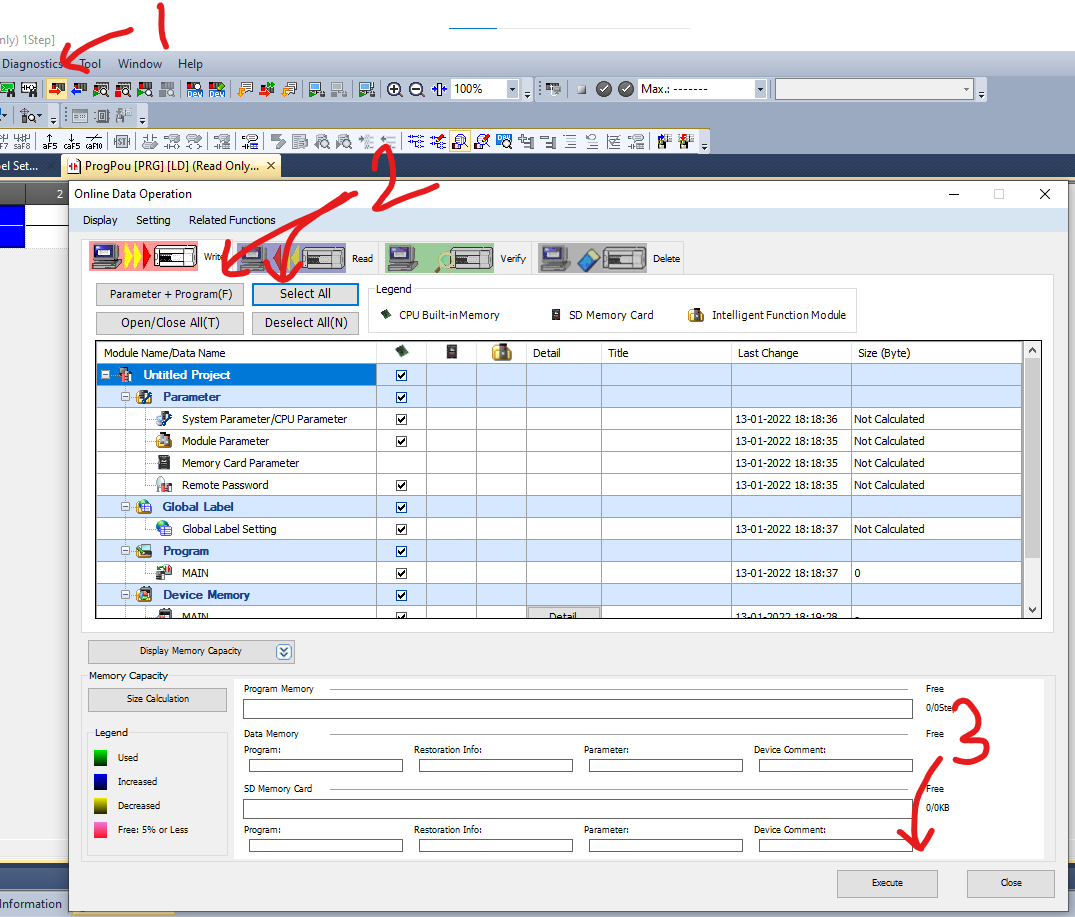 only) 1Step]
1
Diagnostics Tool Window Help
100%
Max.: -------
F7 saF8 aF5 caF5 caF10
el Set...
ProgPou [PRG] [LD] (Read Only...
2
Online Data Operation
2
Display Setting Related Functions
Write
Read
Verify
Delete
Parameter + Program(F)
Select All
Legend
Open/Close All(T)
Deselect All(N)
CPU Built-in Memory
SD Memory Card
Intelligent Function Module
Module Name/Data Name Detail Title Last Change Size (Byte)
Untitled Project
Parameter
System Parameter/CPU Parameter 13-01-2022 18:18:36 Not Calculated
Module Parameter 13-01-2022 18:18:35 Not Calculated
Memory Card Parameter 13-01-2022 18:18:35 Not Calculated
Remote Password 13-01-2022 18:18:35 Not Calculated
Global Label
Global Label Setting 13-01-2022 18:18:37 Not Calculated
Program
MAIN 13-01-2022 18:18:37 0
Device Memory
MAIN Detail 13-01-2022 18:19:28 -
Display Memory Capacity
Memory Capacity
Size Calculation
Legend
Used
Increased
Decreased
Free: 5% or Less
Program Memory Free
0/0Step
3
Data Memory Free
Program: Restoration Info: Parameter: Device Comment:
SD Memory Card Free
0/0KB
Program: Restoration Info: Parameter: Device Comment:
Execute
Close
Information